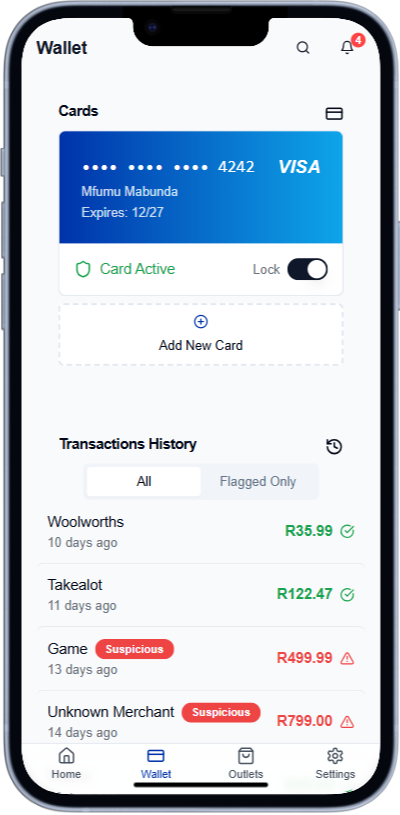 Wallet
4
Cards
•••• •••• •••• 4242 VISA
Mfumu Mabunda
Expires: 12/27
Card Active Lock
Add New Card
Transactions History
All Flagged Only
Woolworths
R35.99
10 days ago
Takealot
R122.47
11 days ago
Game Suspicious
R499.99
13 days ago
Unknown Merchant Suspicious
R799.00
14 days ago
Home Wallet Outlets Settings